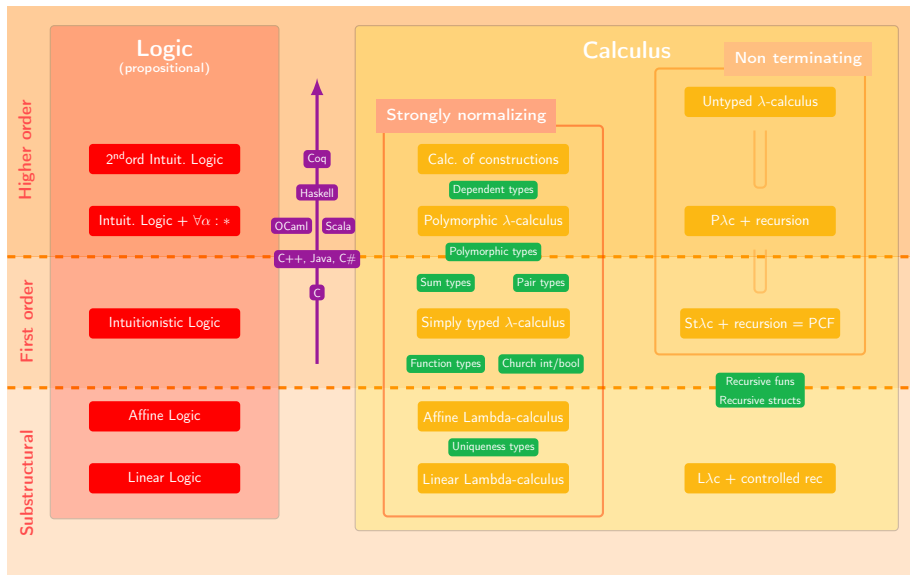 Higher order
First order
Substructural
Logic
(propositional)
2ⁿᵈord Intuit. Logic
Intuit. Logic + ∀α : ∗
Intuitionistic Logic
Affine Logic
Linear Logic
Coq
Haskell
OCaml
Scala
C++, Java, C#
C
Calculus
Strongly normalizing
Calc. of constructions
Dependent types
Polymorphic λ-calculus
Polymorphic types
Sum types
Pair types
Simply typed λ-calculus
Function types
Church int/bool
Affine Lambda-calculus
Uniqueness types
Linear Lambda-calculus
Non terminating
Untyped λ-calculus
Pλc + recursion
Stλc + recursion = PCF
Recursive funs
Recursive structs
Lλc + controlled rec